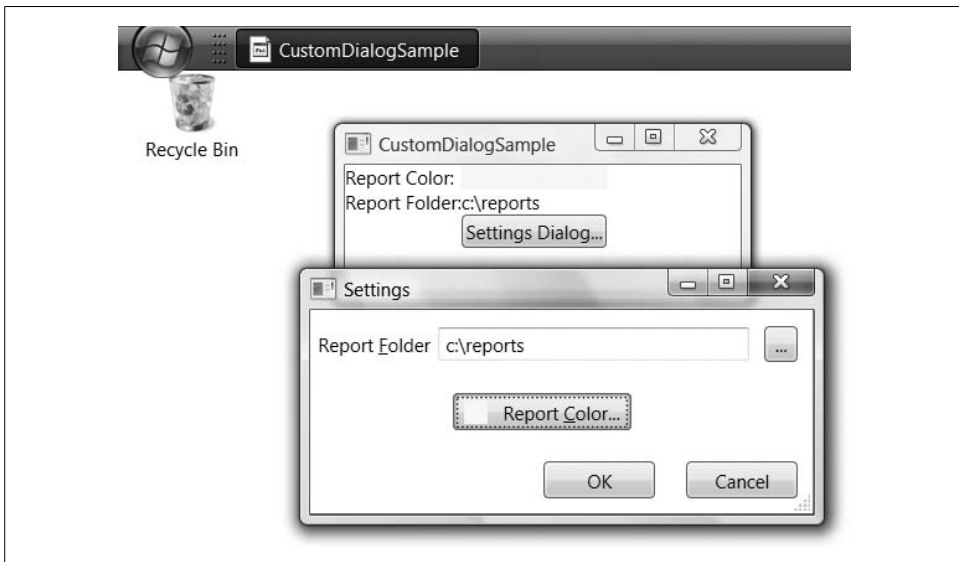 CustomDialogSample
Recycle Bin
CustomDialogSample
Report Color:
Report Folder:c:\reports
Settings Dialog...
Settings
Report Folder c:\reports ...
Report Color...
OK Cancel